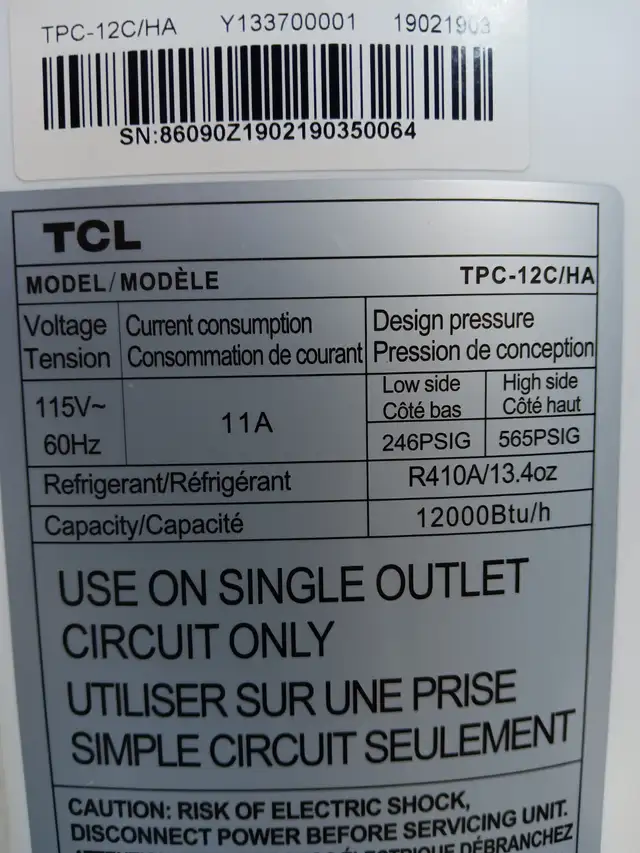 TPC-12C/HA Y133700001 19021903
SN:86090Z1902190350064
TCL
MODEL/MODÈLE TPC-12C/HA
Voltage Current consumption Design pressure
Tension Consommation de courant Pression de conception
115V~ 11A Low side High side
Côté bas Côté haut
60Hz 246PSIG 565PSIG
Refrigerant/Réfrigérant R410A/13.4oz
Capacity/Capacité 12000Btu/h
USE ON SINGLE OUTLET
CIRCUIT ONLY
UTILISER SUR UNE PRISE
SIMPLE CIRCUIT SEULEMENT
CAUTION: RISK OF ELECTRIC SHOCK,
DISCONNECT POWER BEFORE SERVICING UNIT.
DÉBRANCHEZ